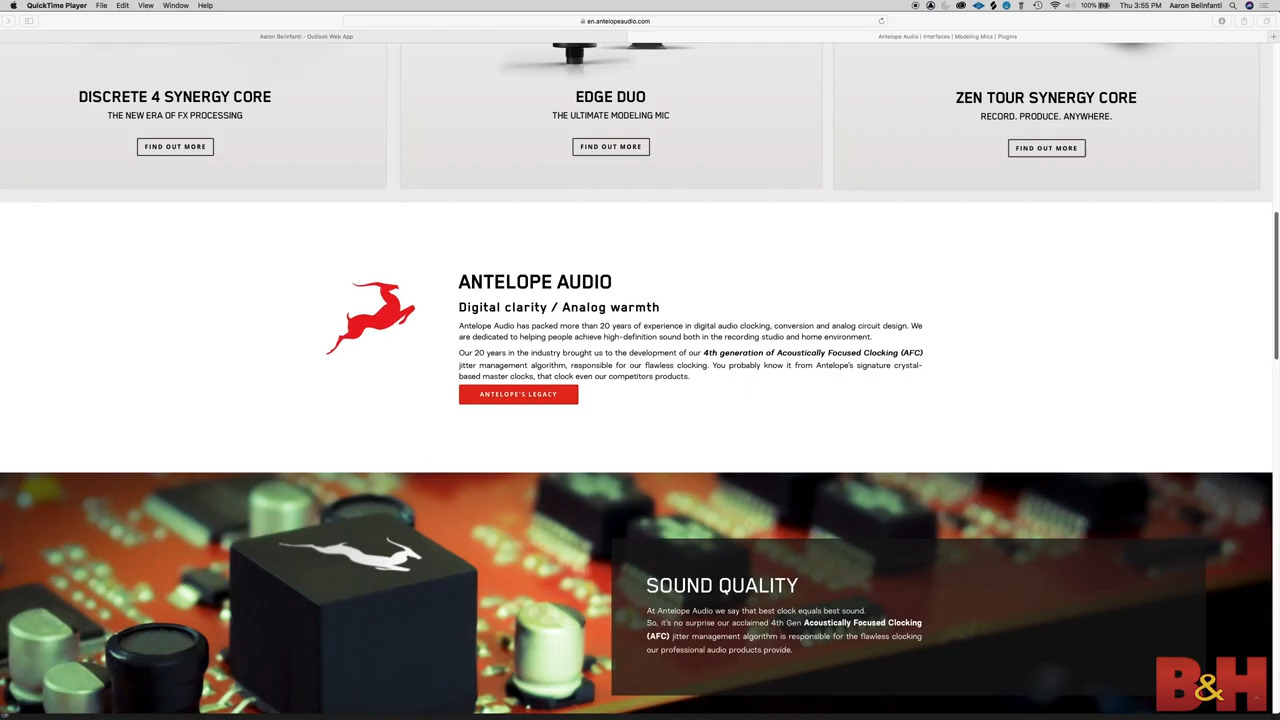 QuickTime Player File Edit View Window Help
100% Thu 3:55 PM Aaron Belinfanti
en.antelopeaudio.com
Aaron Belinfanti - Outlook Web App
Antelope Audio | Interfaces | Modeling Mics | Plugins
DISCRETE 4 SYNERGY CORE
THE NEW ERA OF FX PROCESSING
FIND OUT MORE
EDGE DUO
THE ULTIMATE MODELING MIC
FIND OUT MORE
ZEN TOUR SYNERGY CORE
RECORD. PRODUCE. ANYWHERE.
FIND OUT MORE
ANTELOPE AUDIO
Digital clarity / Analog warmth
Antelope Audio has packed more than 20 years of experience in digital audio clocking, conversion and analog circuit design. We
are dedicated to helping people achieve high-definition sound both in the recording studio and home environment.
Our 20 years in the industry brought us to the development of our 4th generation of Acoustically Focused Clocking (AFC)
jitter management algorithm, responsible for our flawless clocking. You probably know it from Antelope's signature crystal-
based master clocks, that clock even our competitors products.
ANTELOPE'S LEGACY
SOUND QUALITY
At Antelope Audio we say that best clock equals best sound.
So, it's no surprise our acclaimed 4th Gen Acoustically Focused Clocking
(AFC) jitter management algorithm is responsible for the flawless clocking
our professional audio products provide.
B&H